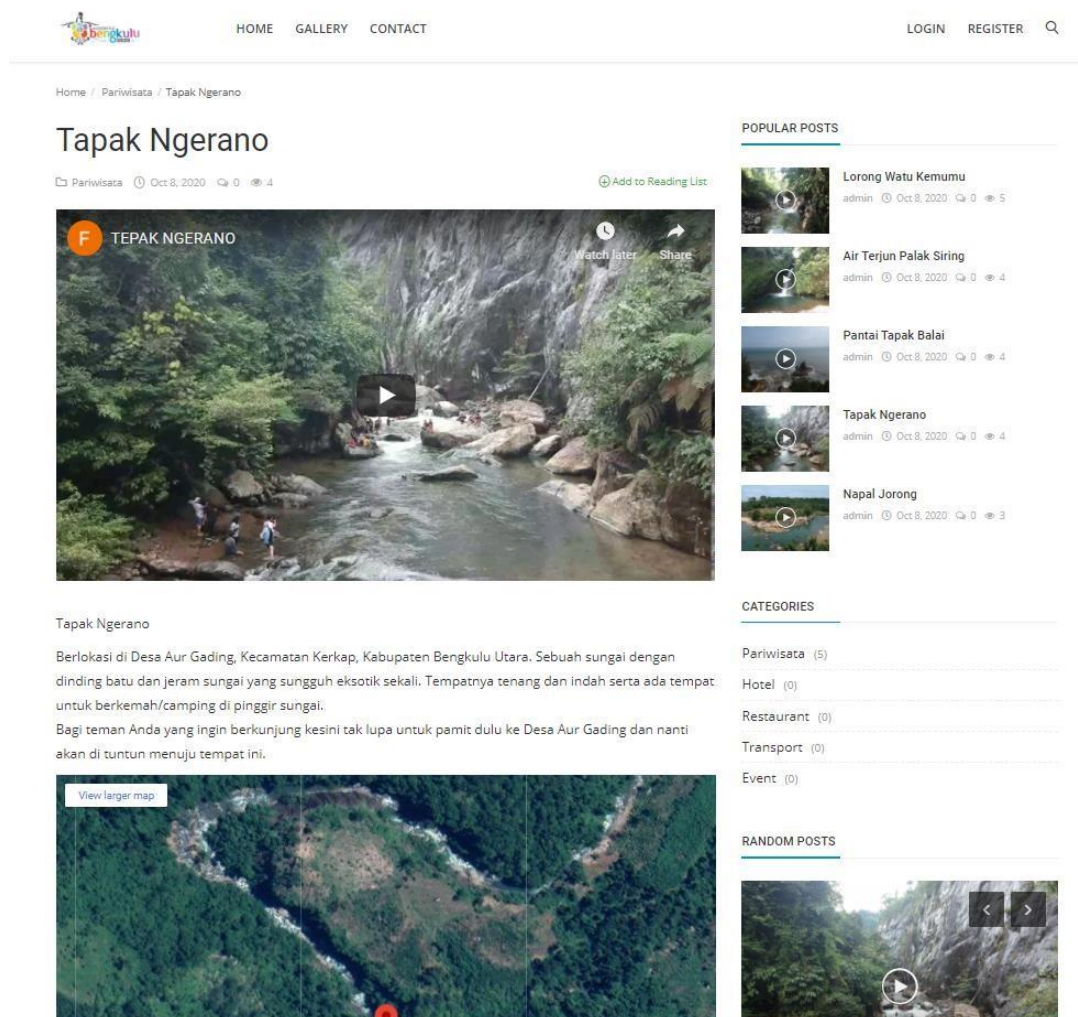 bengkulu
HOME GALLERY CONTACT
LOGIN REGISTER
Home / Pariwisata / Tapak Ngerano
Tapak Ngerano
Pariwisata Oct 8, 2020 0 4
Add to Reading List
F TEPAK NGERANO
Watch later Share
Tapak Ngerano
Berlokasi di Desa Aur Gading, Kecamatan Kerkap, Kabupaten Bengkulu Utara. Sebuah sungai dengan
dinding batu dan jeram sungai yang sungguh eksotik sekali. Tempatnya tenang dan indah serta ada tempat
untuk berkemah/camping di pinggir sungai.
Bagi teman Anda yang ingin berkunjung kesini tak lupa untuk pamit dulu ke Desa Aur Gading dan nanti
akan di tuntun menuju tempat ini.
View larger map
POPULAR POSTS
Lorong Watu Kemumu
admin Oct 8, 2020 0 5
Air Terjun Palak Siring
admin Oct 8, 2020 0 4
Pantai Tapak Balai
admin Oct 8, 2020 0 4
Tapak Ngerano
admin Oct 8, 2020 0 4
Napal Jorong
admin Oct 8, 2020 0 3
CATEGORIES
Pariwisata (5)
Hotel (0)
Restaurant (0)
Transport (0)
Event (0)
RANDOM POSTS